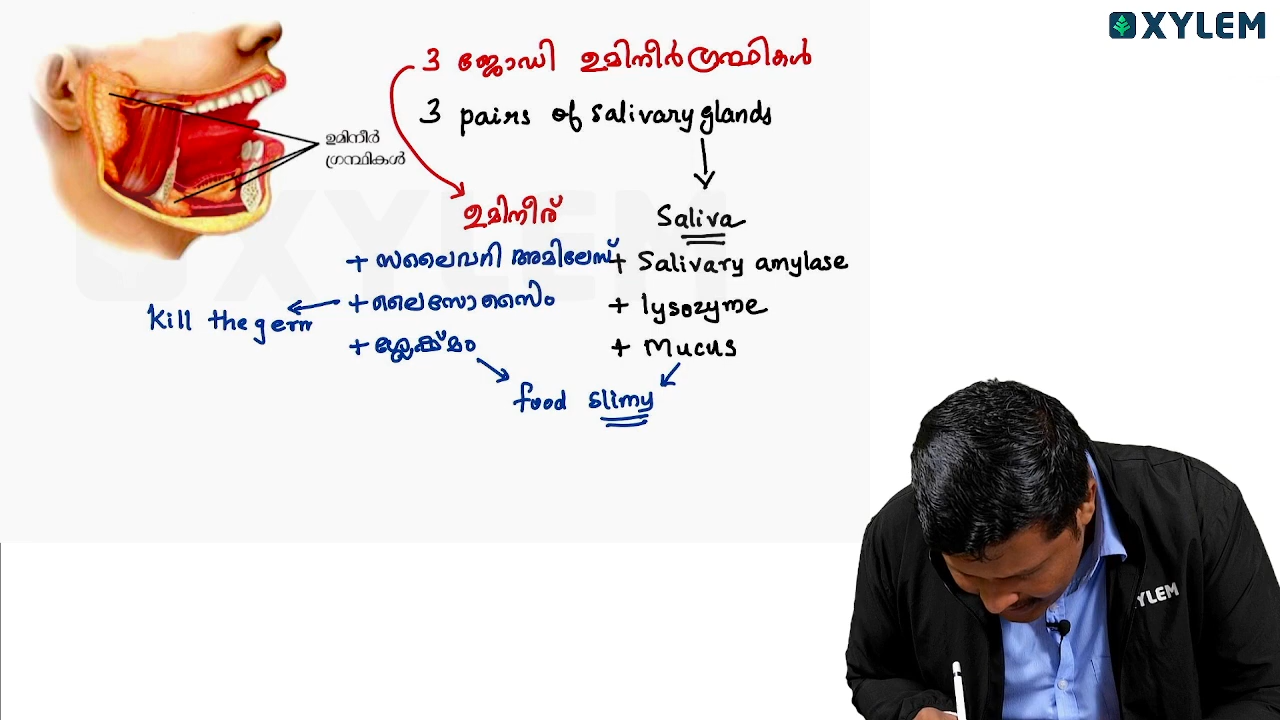 XYLEM
3 ജോഡി ഉമിനീർ ഗ്രന്ഥികൾ
3 pairs of salivary glands
ഉമിനീർ
ഗ്രന്ഥികൾ
ഉമിനീര്
Saliva
+ സലൈവറി അമിലേസ്
+ Salivary amylase
+ ലൈസോസൈം
+ lysozyme
Kill the germ
+ ശ്ലേഷ്മം
+ Mucus
food slimy
XYLEM
YLEM